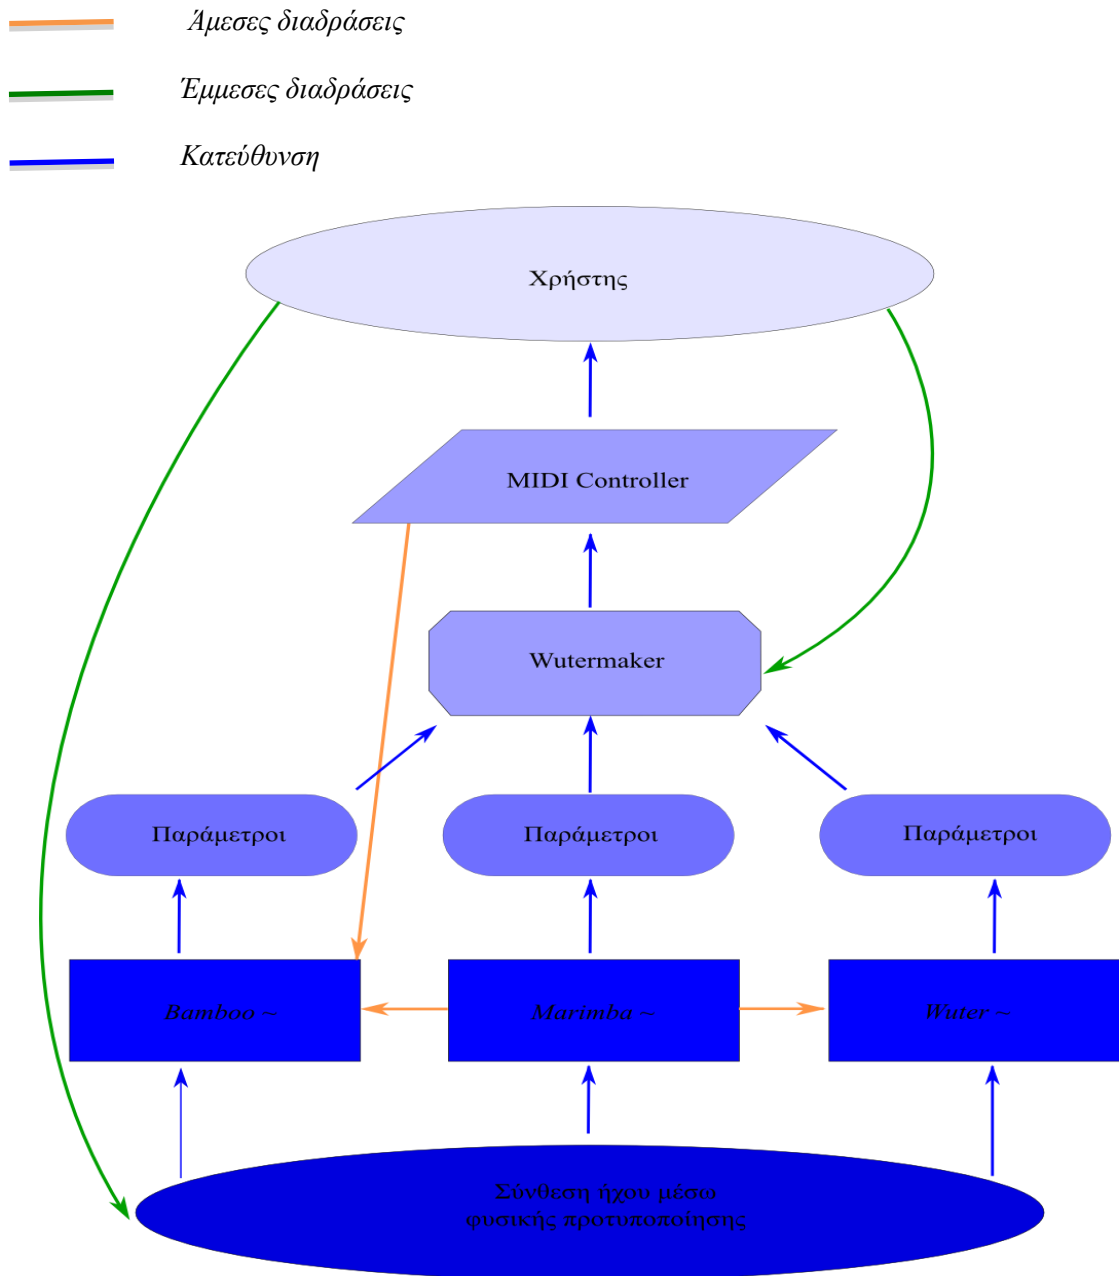 Άμεσες διαδράσεις
Έμμεσες διαδράσεις
Κατεύθυνση
Χρήστης
MIDI Controller
Wutermaker
Παράμετροι
Παράμετροι
Παράμετροι
Bamboo ~
Marimba ~
Wuter ~
Σύνθεση ήχου μέσω
φυσικής προτυποποίησης